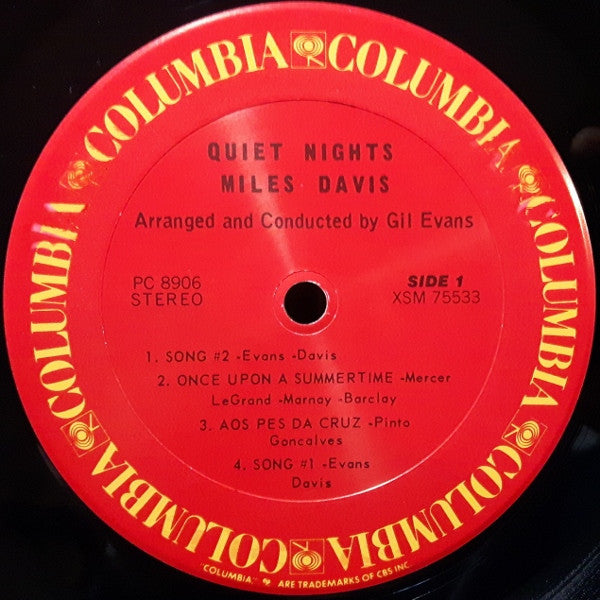 COLUMBIA COLUMBIA COLUMBIA COLUMBIA COLUMBIA COLUMBIA
QUIET NIGHTS
MILES DAVIS
Arranged and Conducted by Gil Evans
PC 8906
STEREO
SIDE 1
XSM 75533
1. SONG #2 -Evans -Davis
2. ONCE UPON A SUMMERTIME -Mercer
LeGrand -Marnay -Barclay
3. AOS PES DA CRUZ -Pinto
Goncalves
4. SONG #1 -Evans
Davis
"COLUMBIA," ARE TRADEMARKS OF CBS INC.